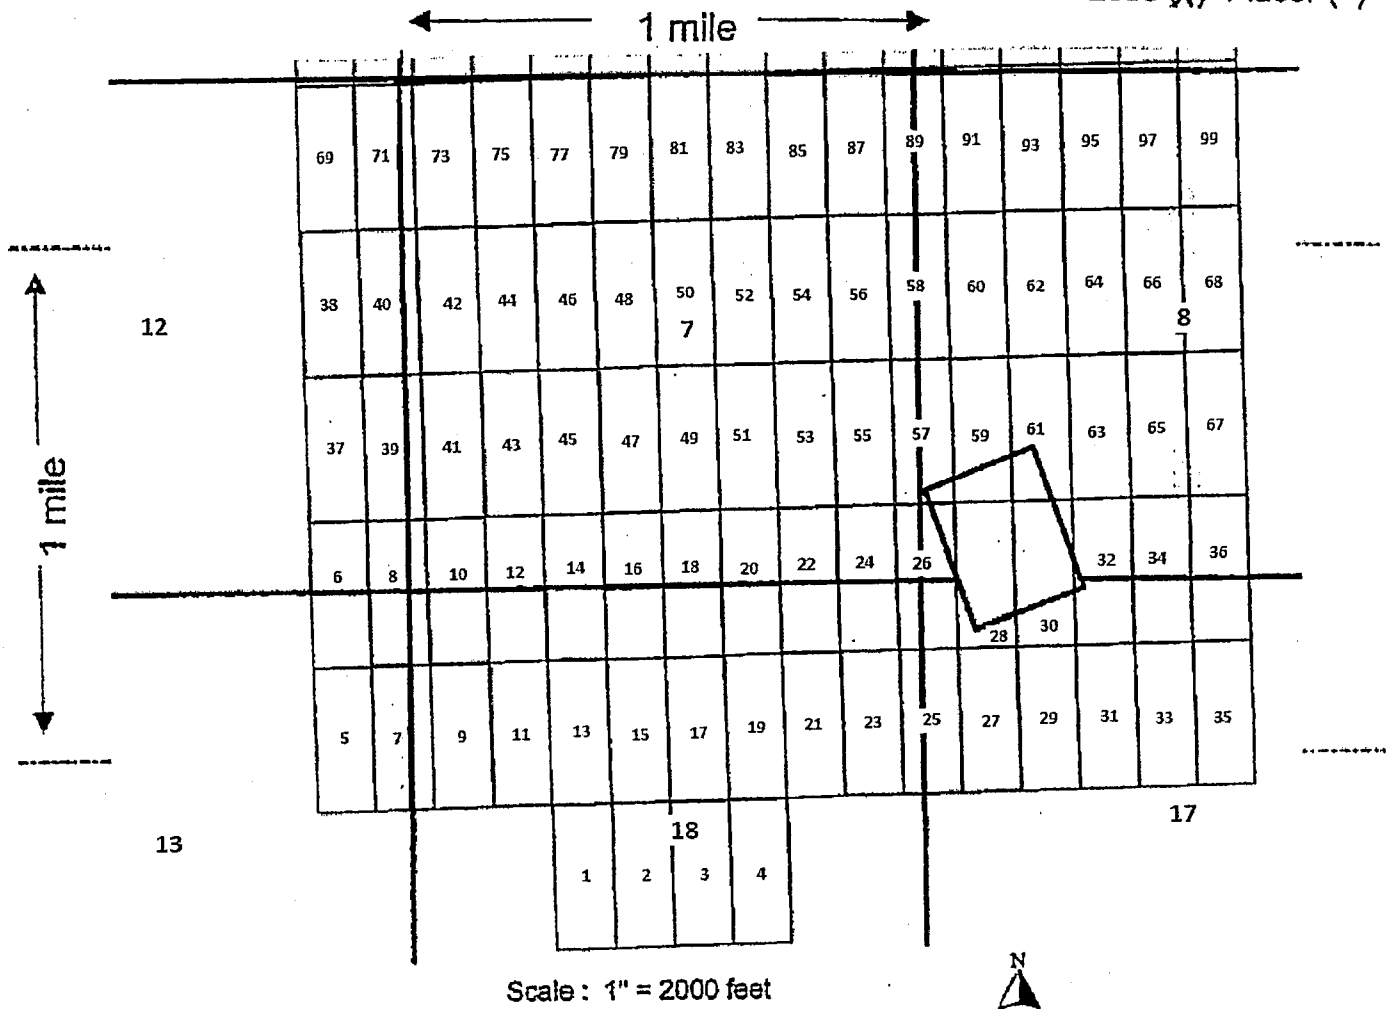 1 mile
69 71 73 75 77 79 81 83 85 87 89 91 93 95 97 99
38 40 42 44 46 48 50 52 54 56 58 60 62 64 66 68
12 7 8
37 39 41 43 45 47 49 51 53 55 57 59 61 63 65 67
1 mile
6 8 10 12 14 16 18 20 22 24 26 32 34 36
28 30
5 7 9 11 13 15 17 19 21 23 25 27 29 31 33 35
13 18 17
1 2 3 4
N
Scale : 1" = 2000 feet